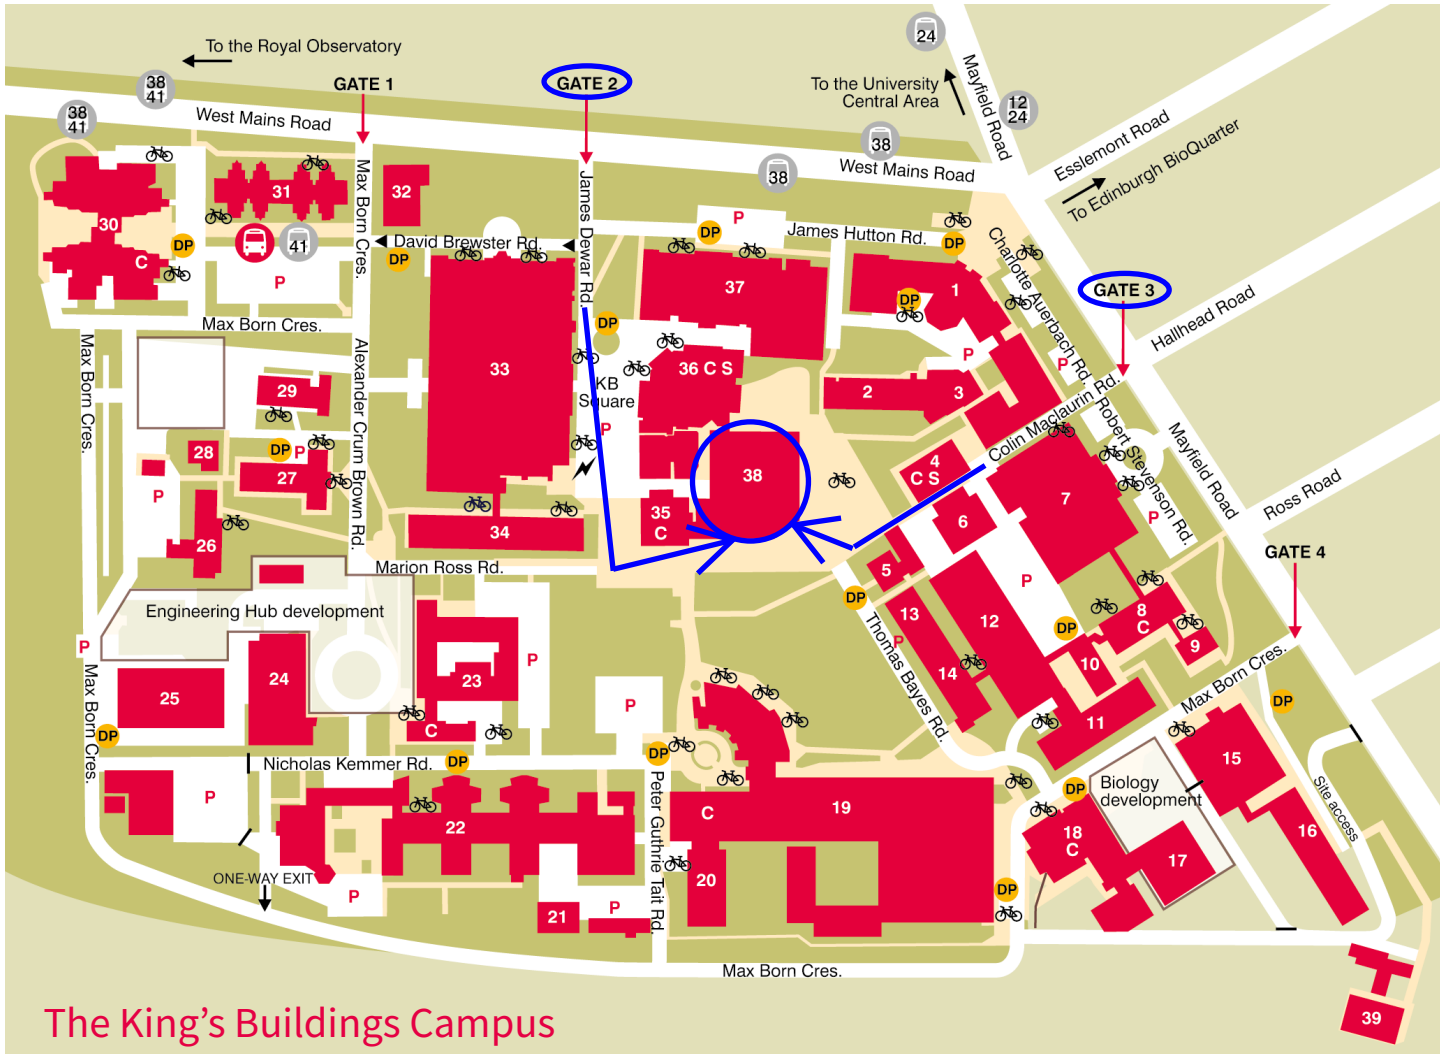 To the Royal Observatory
38
41
38
41
GATE 1
GATE 2
West Mains Road
To the University
Central Area
24
Mayfield Road
12
24
38
38
West Mains Road
Esslemont Road
To Edinburgh BioQuarter
30
C
DP
31
41
P
Max Born Cres.
32
David Brewster Rd.
DP
James Dewar Rd.
DP
P
James Hutton Rd.
DP
Charlotte Auerbach Rd.
GATE 3
Hallhead Road
Max Born Cres.
Max Born Cres.
Alexander Crum Brown Rd.
33
DP
KB
Square
P
37
36 C S
38
35
C
1
DP
P
P
2
3
Colin Maclaurin Rd.
Robert Stevenson Rd.
Mayfield Road
Ross Road
29
28
DP
P
27
P
26
34
Marion Ross Rd.
4
C S
6
7
P
5
P
DP
GATE 4
Engineering Hub development
P
25
24
23
C
P
P
13
P
14
12
DP
Thomas Bayes Rd.
8
C
9
10
11
Max Born Cres.
DP
Max Born Cres.
DP
Nicholas Kemmer Rd.
DP
DP
P
22
Peter Guthrie Tait Rd.
C
19
20
DP
Biology
development
15
Site access
16
18
C
17
DP
ONE-WAY EXIT
P
21
P
Max Born Cres.
39
The King's Buildings Campus